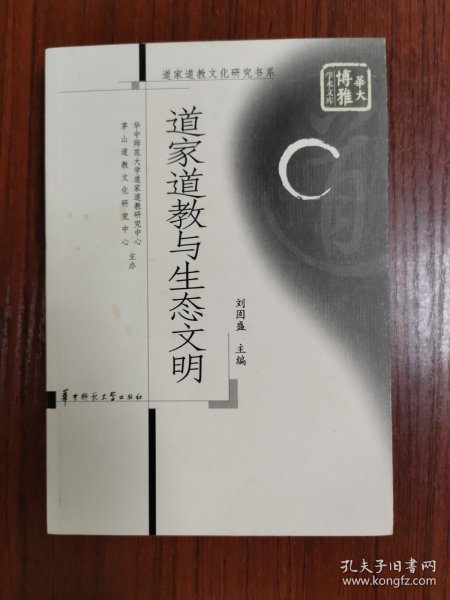 道家道教文化研究书系
华大
博雅
学术文库
道家道教与生态文明
华中师范大学道家道教研究中心
茅山道教文化研究中心
主办
刘固盛 主编
华中师范大学出版社
道
孔夫子旧书网
www.kongfz.com